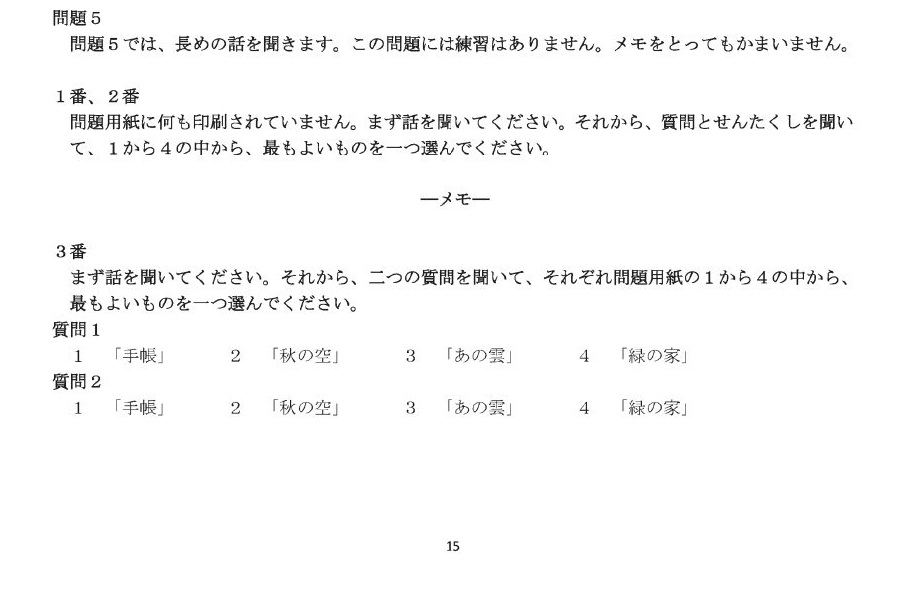 問題５
問題５では、長めの話を聞きます。この問題には練習はありません。メモをとってもかまいません。
１番、２番
問題用紙に何も印刷されていません。まず話を聞いてください。それから、質問とせんたくしを聞い
て、１から４の中から、最もよいものを一つ選んでください。
―メモ―
３番
まず話を聞いてください。それから、二つの質問を聞いて、それぞれ問題用紙の１から４の中から、
最もよいものを一つ選んでください。
質問１
1 「手帳」 2 「秋の空」 3 「あの雲」 4 「緑の家」
質問２
1 「手帳」 2 「秋の空」 3 「あの雲」 4 「緑の家」
15